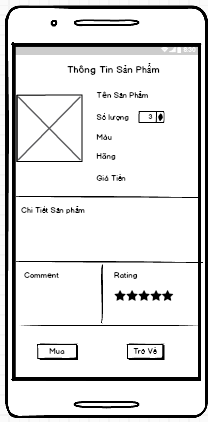 Thông Tin Sản Phẩm
Tên Sản Phẩm
Số lượng 3
Màu
Hãng
Giá Tiền
Chi Tiết Sản phẩm
Comment
Rating
Mua
Trở Về